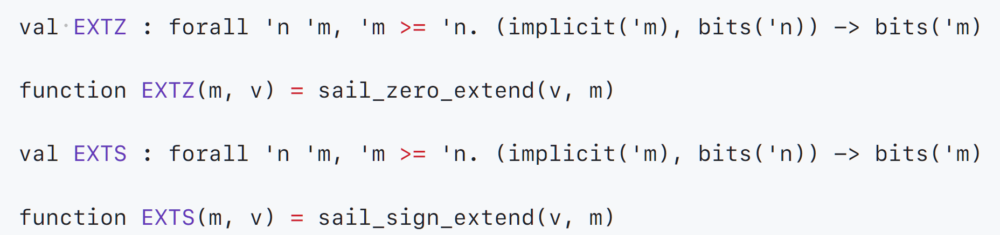 val EXTZ : forall 'n 'm, 'm >= 'n. (implicit('m), bits('n)) -> bits('m)
function EXTZ(m, v) = sail_zero_extend(v, m)
val EXTS : forall 'n 'm, 'm >= 'n. (implicit('m), bits('n)) -> bits('m)
function EXTS(m, v) = sail_sign_extend(v, m)